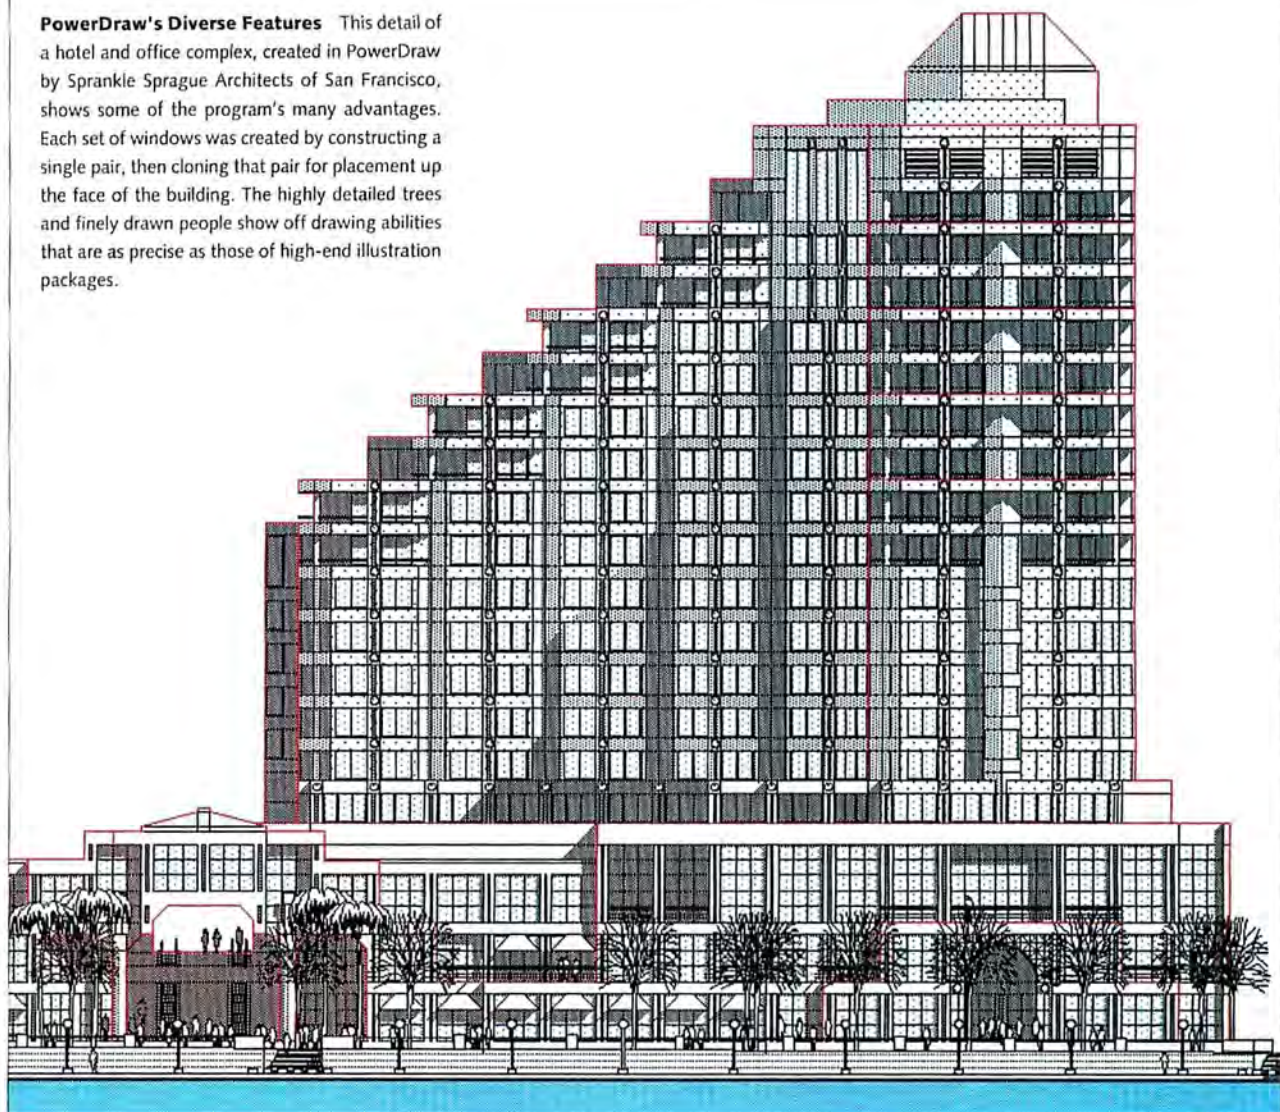 PowerDraw's Diverse Features This detail of
a hotel and office complex, created in PowerDraw
by Sprankle Sprague Architects of San Francisco,
shows some of the program's many advantages.
Each set of windows was created by constructing a
single pair, then cloning that pair for placement up
the face of the building. The highly detailed trees
and finely drawn people show off drawing abilities
that are as precise as those of high-end illustration
packages.